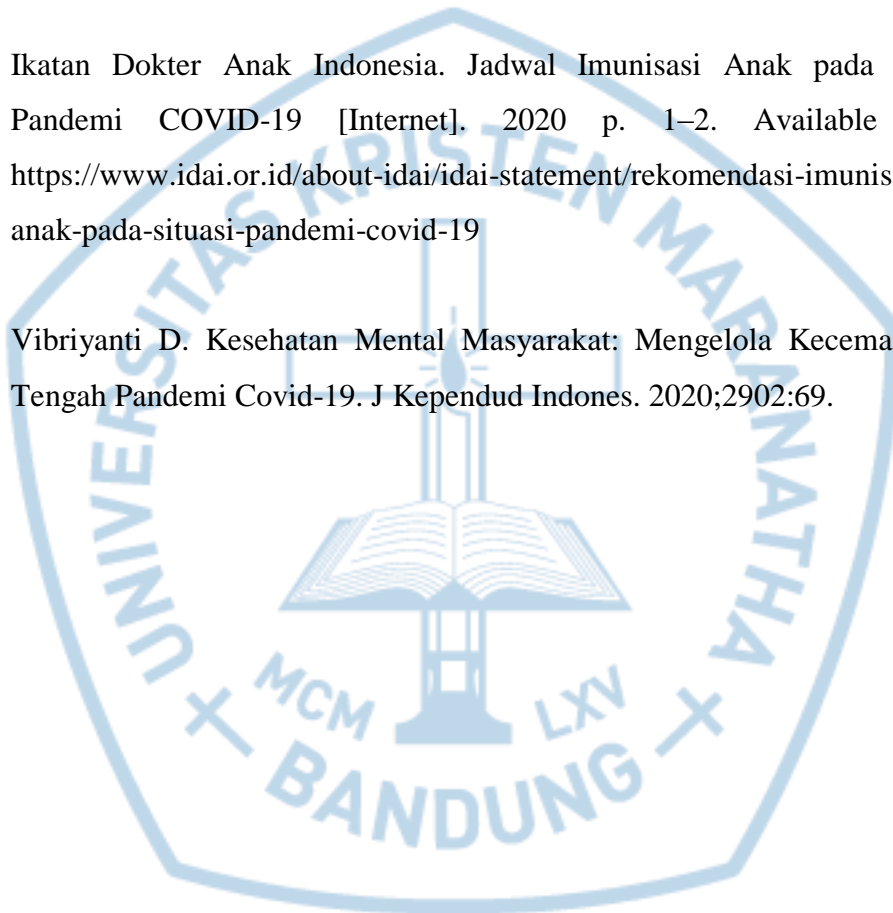 Ikatan Dokter Anak Indonesia. Jadwal Imunisasi Anak pada
Pandemi COVID-19 [Internet]. 2020 p. 1–2. Available
https://www.idai.or.id/about-idai/idai-statement/rekomendasi-imunis
anak-pada-situasi-pandemi-covid-19
Vibriyanti D. Kesehatan Mental Masyarakat: Mengelola Kecema
Tengah Pandemi Covid-19. J Kependud Indones. 2020;2902:69.
UNIVERSITAS KRISTEN MARANATHA
MCM LXV
BANDUNG